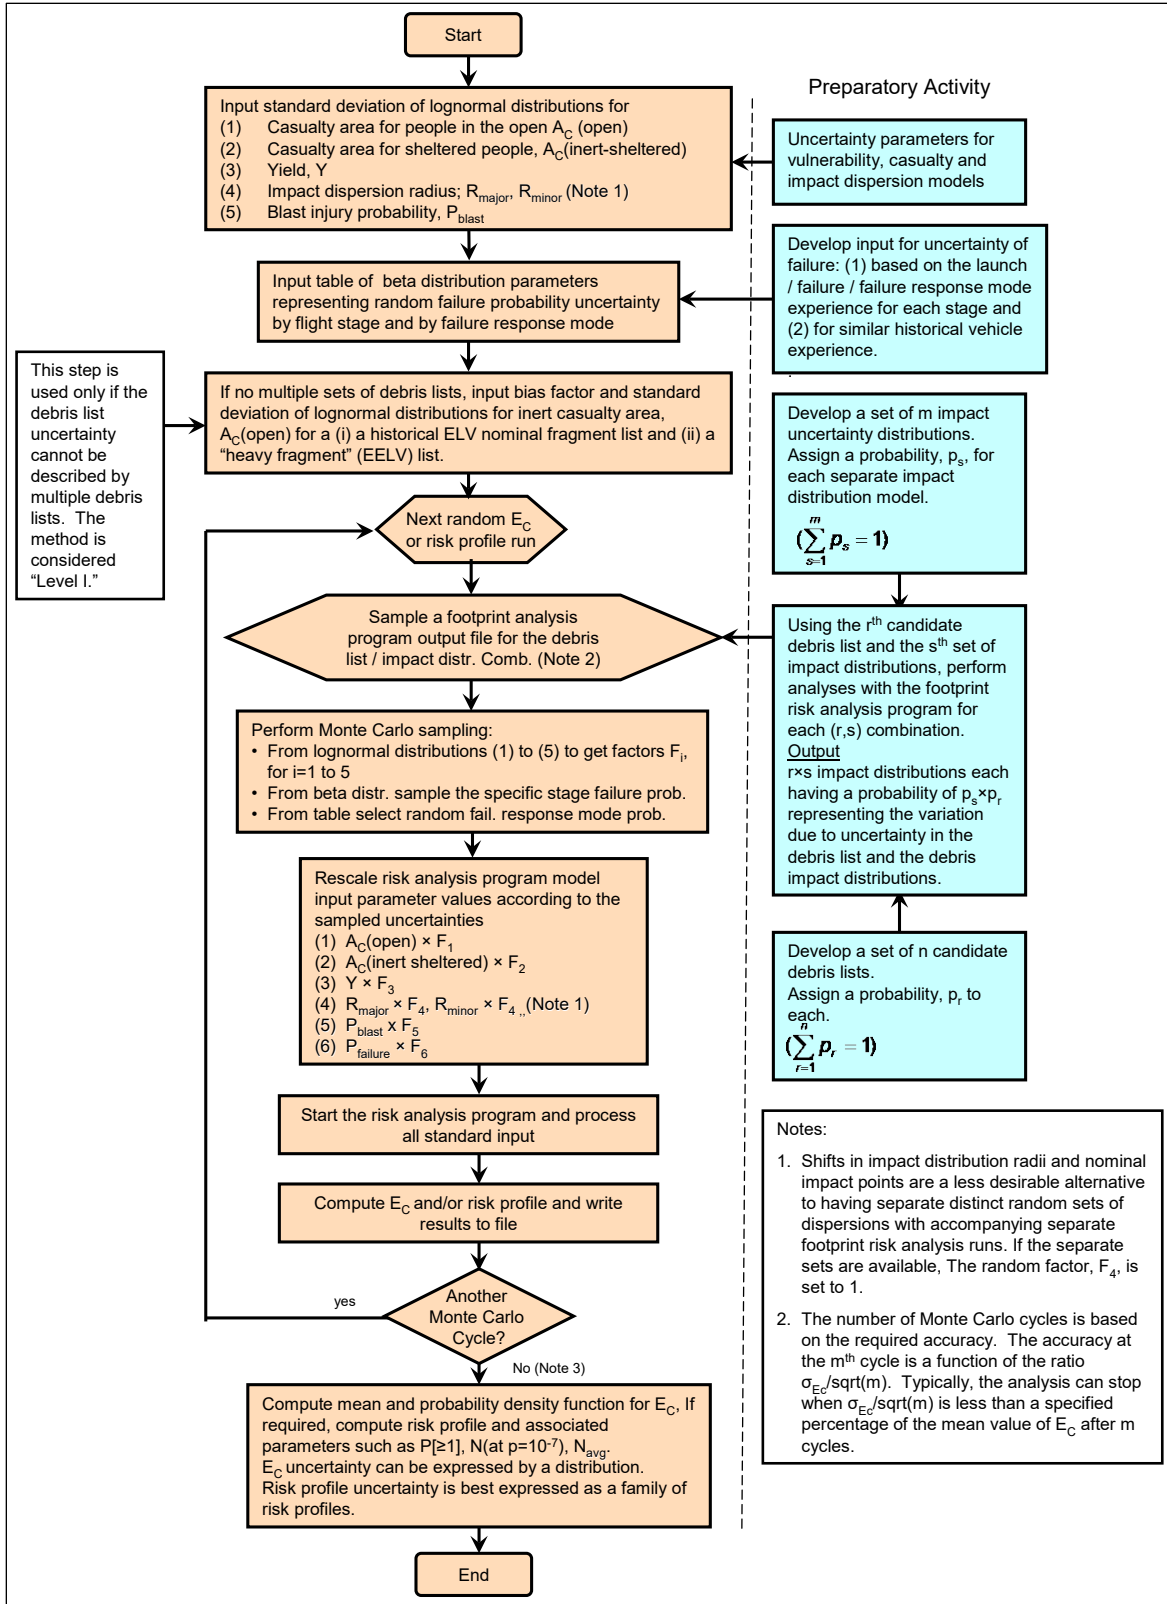 Start
Input standard deviation of lognormal distributions for
(1) Casualty area for people in the open A_C (open)
(2) Casualty area for sheltered people, A_C(inert-sheltered)
(3) Yield, Y
(4) Impact dispersion radius; R_major, R_minor (Note 1)
(5) Blast injury probability, P_blast
Input table of beta distribution parameters
representing random failure probability uncertainty
by flight stage and by failure response mode
This step is
used only if the
debris list
uncertainty
cannot be
described by
multiple debris
lists. The
method is
considered
“Level I.”
If no multiple sets of debris lists, input bias factor and standard
deviation of lognormal distributions for inert casualty area,
A_C(open) for a (i) a historical ELV nominal fragment list and (ii) a
“heavy fragment” (EELV) list.
Next random E_C
or risk profile run
Sample a footprint analysis
program output file for the debris
list / impact distr. Comb. (Note 2)
Perform Monte Carlo sampling:
• From lognormal distributions (1) to (5) to get factors F_i,
for i=1 to 5
• From beta distr. sample the specific stage failure prob.
• From table select random fail. response mode prob.
Rescale risk analysis program model
input parameter values according to the
sampled uncertainties
(1) A_C(open) × F_1
(2) A_C(inert sheltered) × F_2
(3) Y × F_3
(4) R_major × F_4, R_minor × F_4 ,,(Note 1)
(5) P_blast x F_5
(6) P_failure × F_6
Start the risk analysis program and process
all standard input
Compute E_C and/or risk profile and write
results to file
Another
Monte Carlo
Cycle?
yes
No (Note 3)
Compute mean and probability density function for E_C, If
required, compute risk profile and associated
parameters such as P[≥1], N(at p=10^-7), N_avg.
E_C uncertainty can be expressed by a distribution.
Risk profile uncertainty is best expressed as a family of
risk profiles.
End
Preparatory Activity
Uncertainty parameters for
vulnerability, casualty and
impact dispersion models
Develop input for uncertainty of
failure: (1) based on the launch
/ failure / failure response mode
experience for each stage and
(2) for similar historical vehicle
experience.
.
Develop a set of m impact
uncertainty distributions.
Assign a probability, p_s, for
each separate impact
distribution model.
(∑_{s=1}^{m} p_s = 1)
Using the r^th candidate
debris list and the s^th set of
impact distributions, perform
analyses with the footprint
risk analysis program for
each (r,s) combination.
Output
r×s impact distributions each
having a probability of p_s×p_r
representing the variation
due to uncertainty in the
debris list and the debris
impact distributions.
Develop a set of n candidate
debris lists.
Assign a probability, p_r to
each.
(∑_{r=1}^{n} p_r = 1)
Notes:
1. Shifts in impact distribution radii and nominal
impact points are a less desirable alternative
to having separate distinct random sets of
dispersions with accompanying separate
footprint risk analysis runs. If the separate
sets are available, The random factor, F_4, is
set to 1.
2. The number of Monte Carlo cycles is based
on the required accuracy. The accuracy at
the m^th cycle is a function of the ratio
σ_Ec/sqrt(m). Typically, the analysis can stop
when σ_Ec/sqrt(m) is less than a specified
percentage of the mean value of E_C after m
cycles.